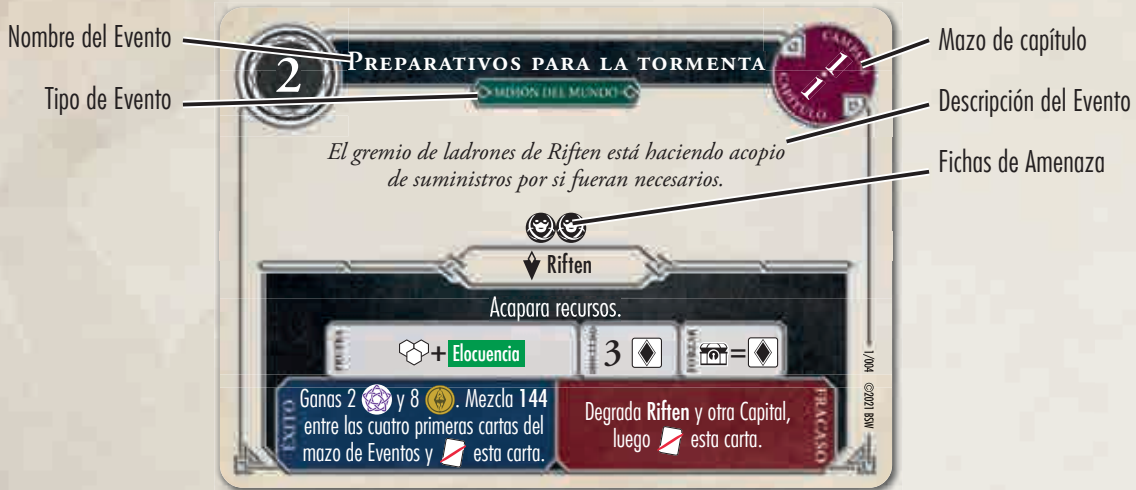 Nombre del Evento
Tipo de Evento
Mazo de capítulo
Descripción del Evento
Fichas de Amenaza
2
PREPARATIVOS PARA LA TORMENTA
MISIÓN DEL MUNDO
CAMPAÑA
1
1
CAPÍTULO
El gremio de ladrones de Riften está haciendo acopio
de suministros por si fueran necesarios.
Riften
Acapara recursos.
PRUEBA
+ Elocuencia
3
=
ÉXITO
Ganas 2 y 8 . Mezcla 144
entre las cuatro primeras cartas del
mazo de Eventos y esta carta.
Degrada Riften y otra Capital,
luego esta carta.
FRACASO
1/004 ©2021 BSW